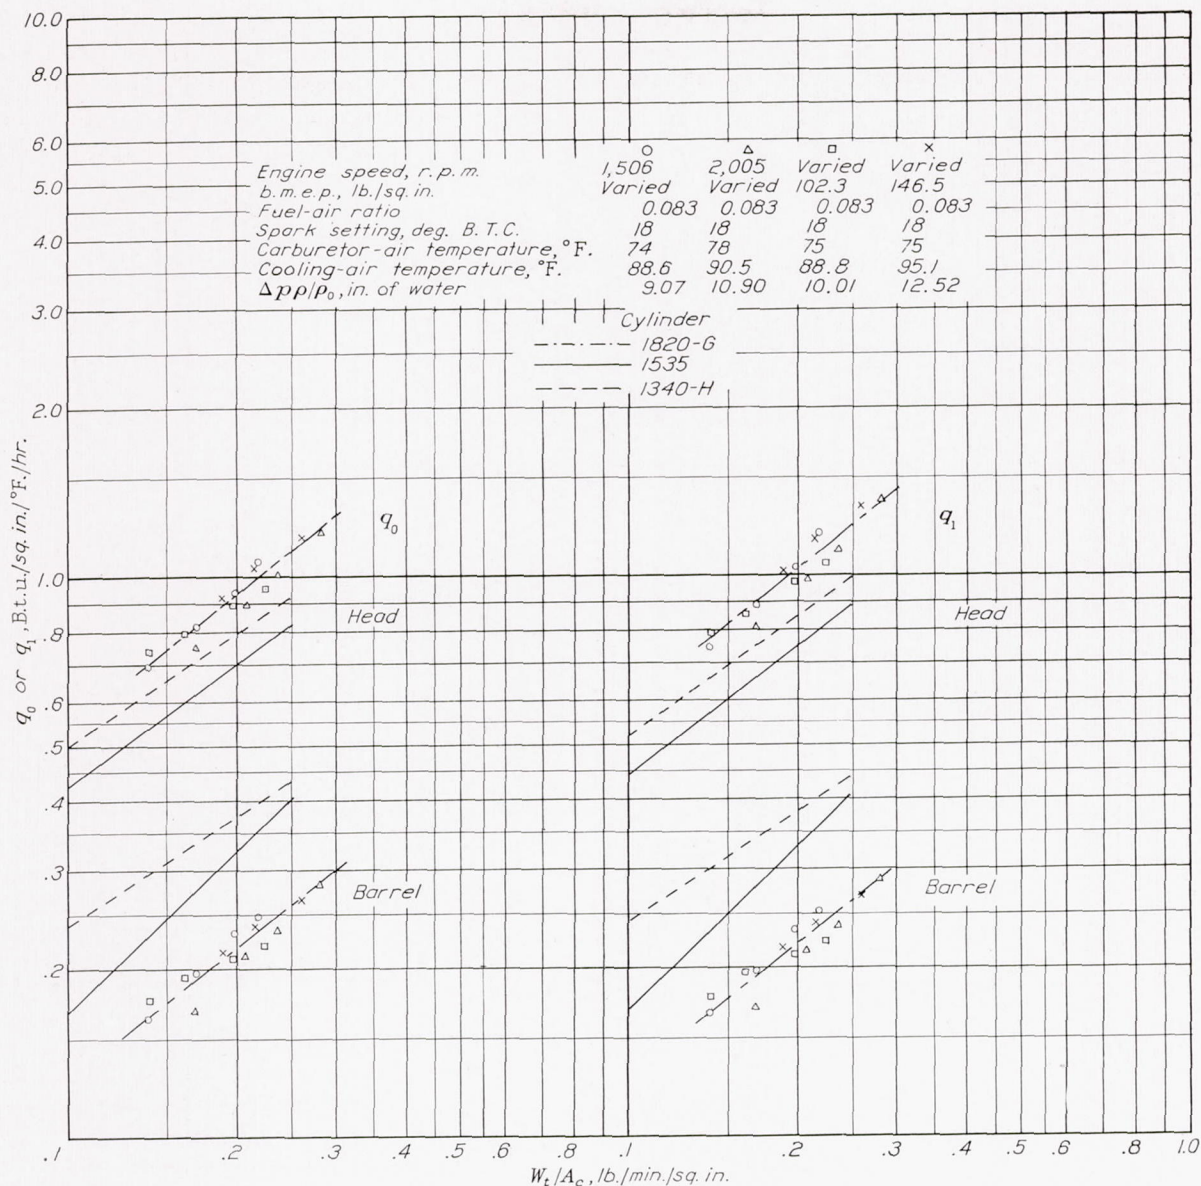 10.0
8.0
6.0
5.0
4.0
3.0
2.0
1.0
.8
.6
.5
.4
.3
.2
.1
q₀ or q₁, B.t.u./sq. in./°F./hr.
○ △ □ ×
Engine speed, r.p.m. 1,506 2,005 Varied Varied
b.m.e.p., lb./sq. in. Varied Varied 102.3 146.5
Fuel-air ratio 0.083 0.083 0.083 0.083
Spark setting, deg. B.T.C. 18 18 18 18
Carburetor-air temperature, °F. 74 78 75 75
Cooling-air temperature, °F. 88.6 90.5 88.8 95.1
Δpρ/ρ₀, in. of water 9.07 10.90 10.01 12.52
Cylinder
1820-G
1535
1340-H
q₀
q₁
Head
Head
Barrel
Barrel
.1 .2 .3 .4 .5 .6 .8 .1 .2 .3 .4 .5 .6 .8 1.0
Wₜ/A꜀, lb./min./sq. in.